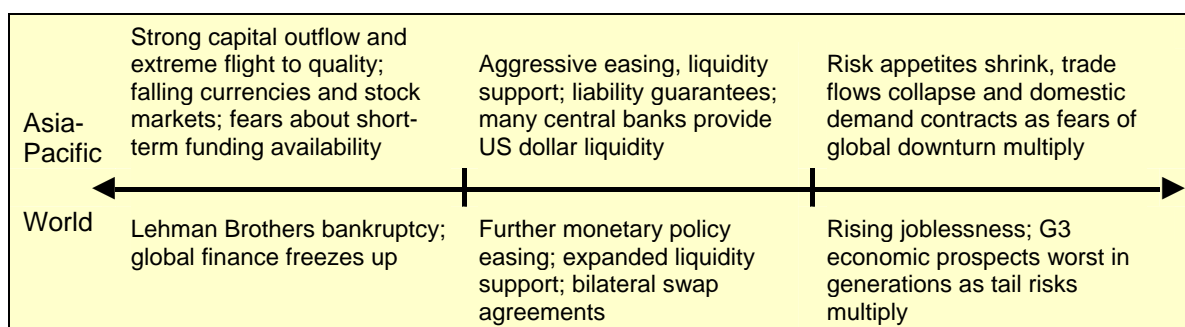 Strong capital outflow and
extreme flight to quality;
falling currencies and stock
markets; fears about short-
term funding availability
Aggressive easing, liquidity
support; liability guarantees;
many central banks provide
US dollar liquidity
Risk appetites shrink, trade
flows collapse and domestic
demand contracts as fears of
global downturn multiply
Asia-
Pacific
World
Lehman Brothers bankruptcy;
global finance freezes up
Further monetary policy
easing; expanded liquidity
support; bilateral swap
agreements
Rising joblessness; G3
economic prospects worst in
generations as tail risks
multiply